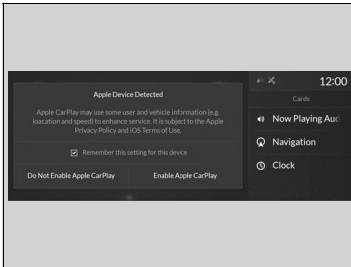 Apple Device Detected
Apple CarPlay may use some user and vehicle information (e.g.
loacation and speed) to enhance service. It is subject to the Apple
Privacy Policy and iOS Terms of Use.
Remember this setting for this device
Do Not Enable Apple CarPlay
Enable Apple CarPlay
12:00
Cards
Now Playing Aud
Navigation
Clock